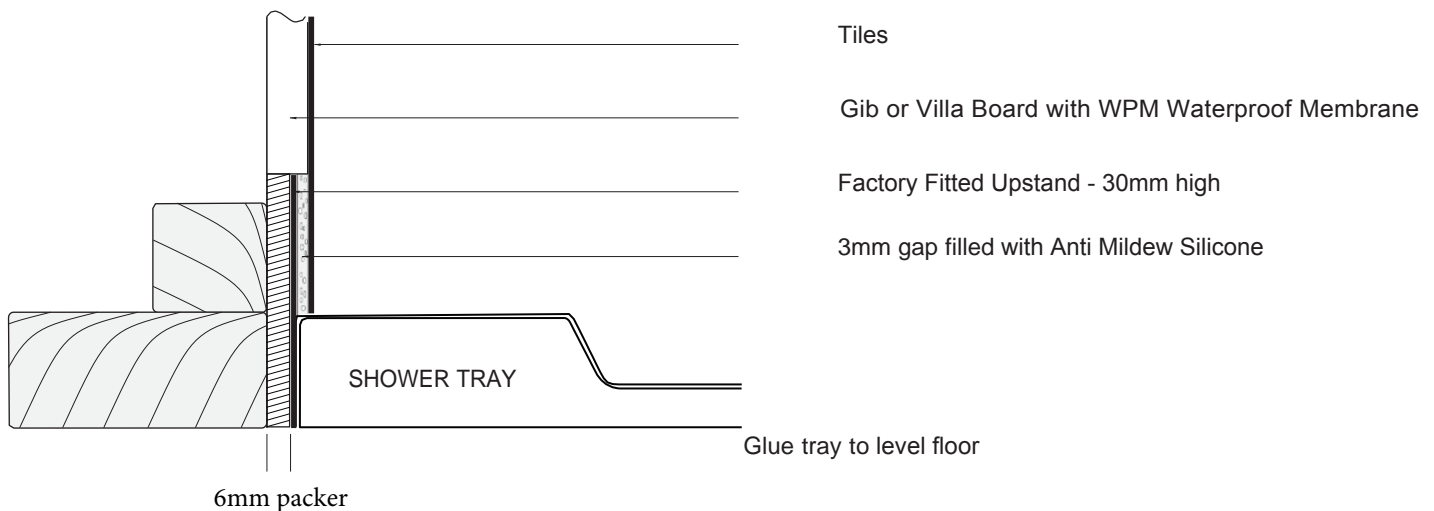 Tiles
Gib or Villa Board with WPM Waterproof Membrane
Factory Fitted Upstand - 30mm high
3mm gap filled with Anti Mildew Silicone
SHOWER TRAY
Glue tray to level floor
6mm packer